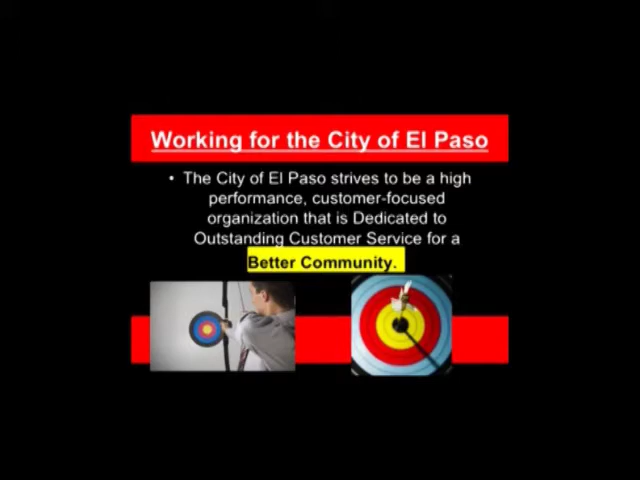 Working for the City of El Paso
• The City of El Paso strives to be a high
performance, customer-focused
organization that is Dedicated to
Outstanding Customer Service for a
Better Community.